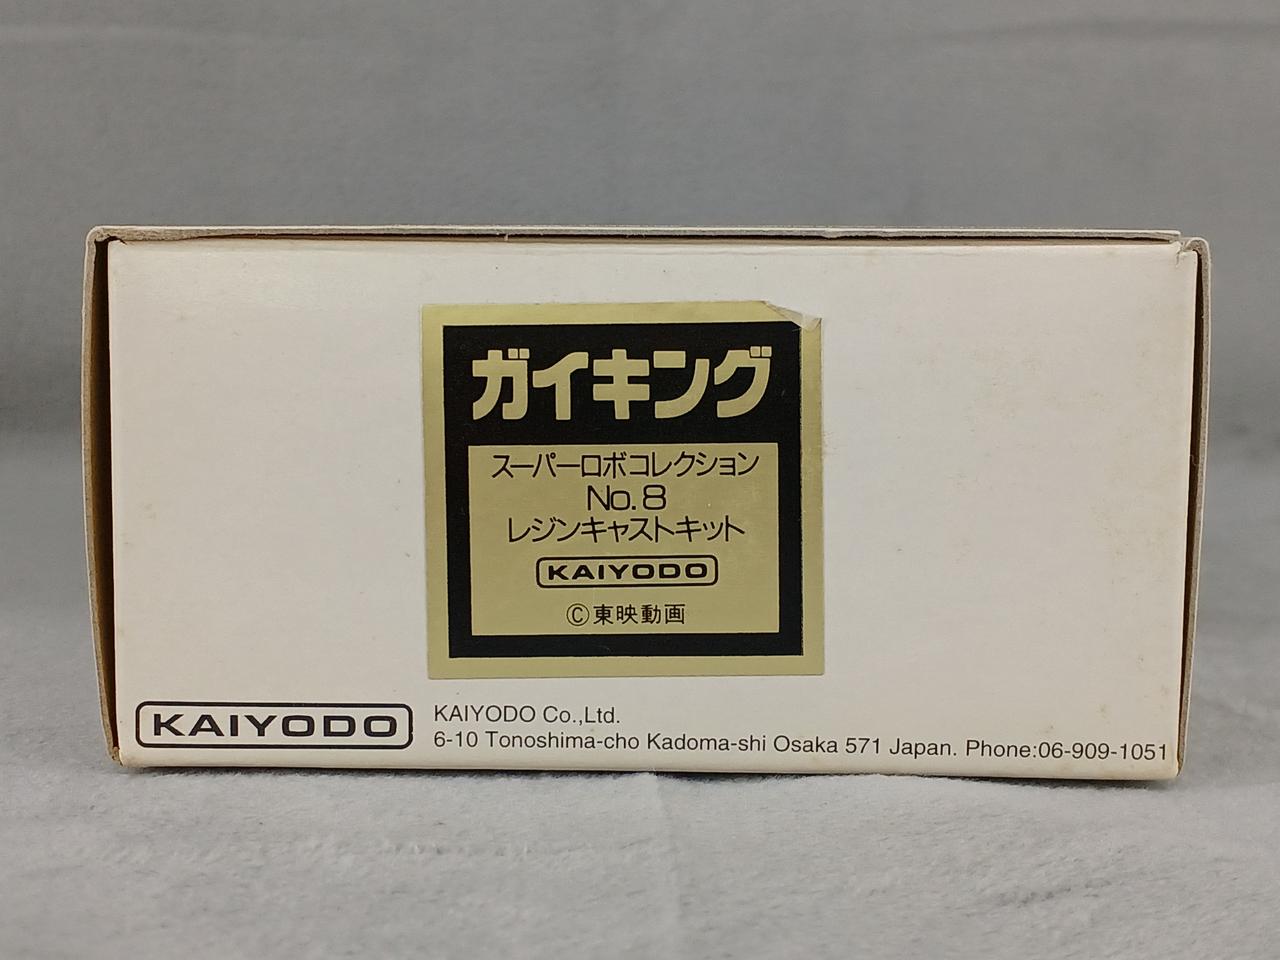 ガイキング
スーパーロボコレクション
No.8
レジンキャストキット
KAIYODO
©東映動画
KAIYODO
KAIYODO Co.,Ltd.
6-10 Tonoshima-cho Kadoma-shi Osaka 571 Japan. Phone:06-909-1051